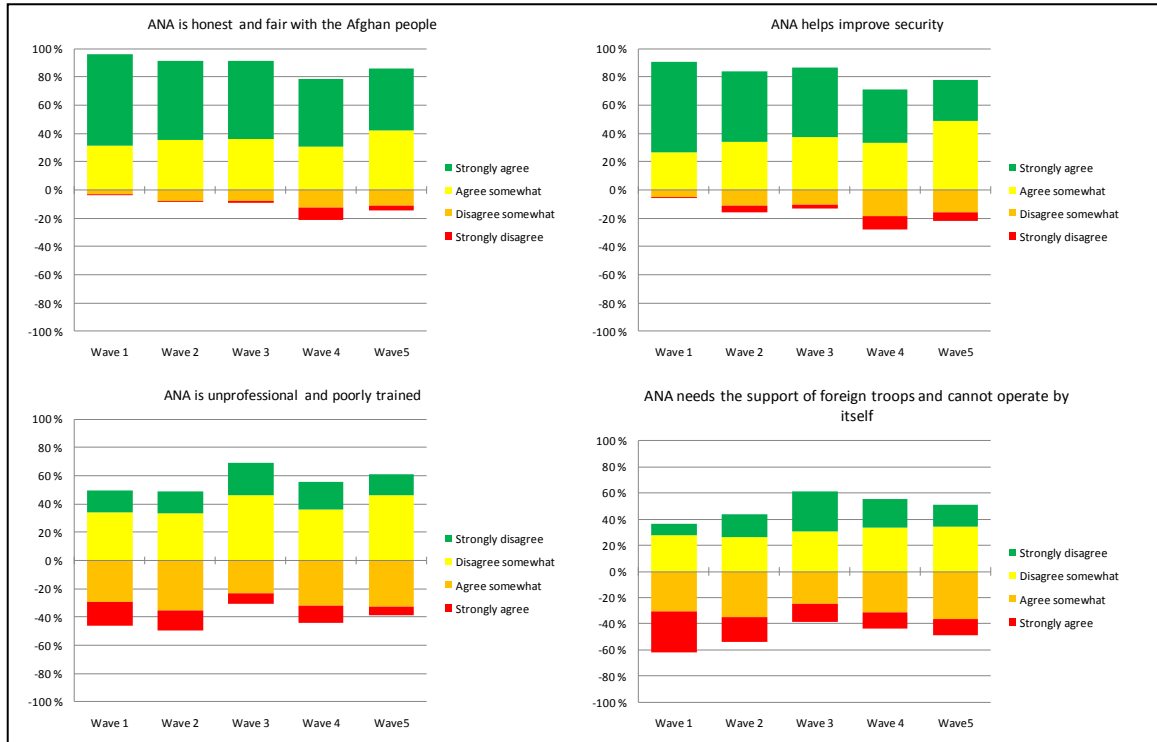 ANA is honest and fair with the Afghan people
100 %
80 %
60 %
40 %
20 %
0 %
-20 %
-40 %
-60 %
-80 %
-100 %
Wave 1 Wave 2 Wave 3 Wave 4 Wave5
Strongly agree
Agree somewhat
Disagree somewhat
Strongly disagree
ANA helps improve security
100 %
80 %
60 %
40 %
20 %
0 %
-20 %
-40 %
-60 %
-80 %
-100 %
Wave 1 Wave 2 Wave 3 Wave 4 Wave5
Strongly agree
Agree somewhat
Disagree somewhat
Strongly disagree
ANA is unprofessional and poorly trained
100 %
80 %
60 %
40 %
20 %
0 %
-20 %
-40 %
-60 %
-80 %
-100 %
Wave 1 Wave 2 Wave 3 Wave 4 Wave5
Strongly disagree
Disagree somewhat
Agree somewhat
Strongly agree
ANA needs the support of foreign troops and cannot operate by
itself
100 %
80 %
60 %
40 %
20 %
0 %
-20 %
-40 %
-60 %
-80 %
-100 %
Wave 1 Wave 2 Wave 3 Wave 4 Wave5
Strongly disagree
Disagree somewhat
Agree somewhat
Strongly agree